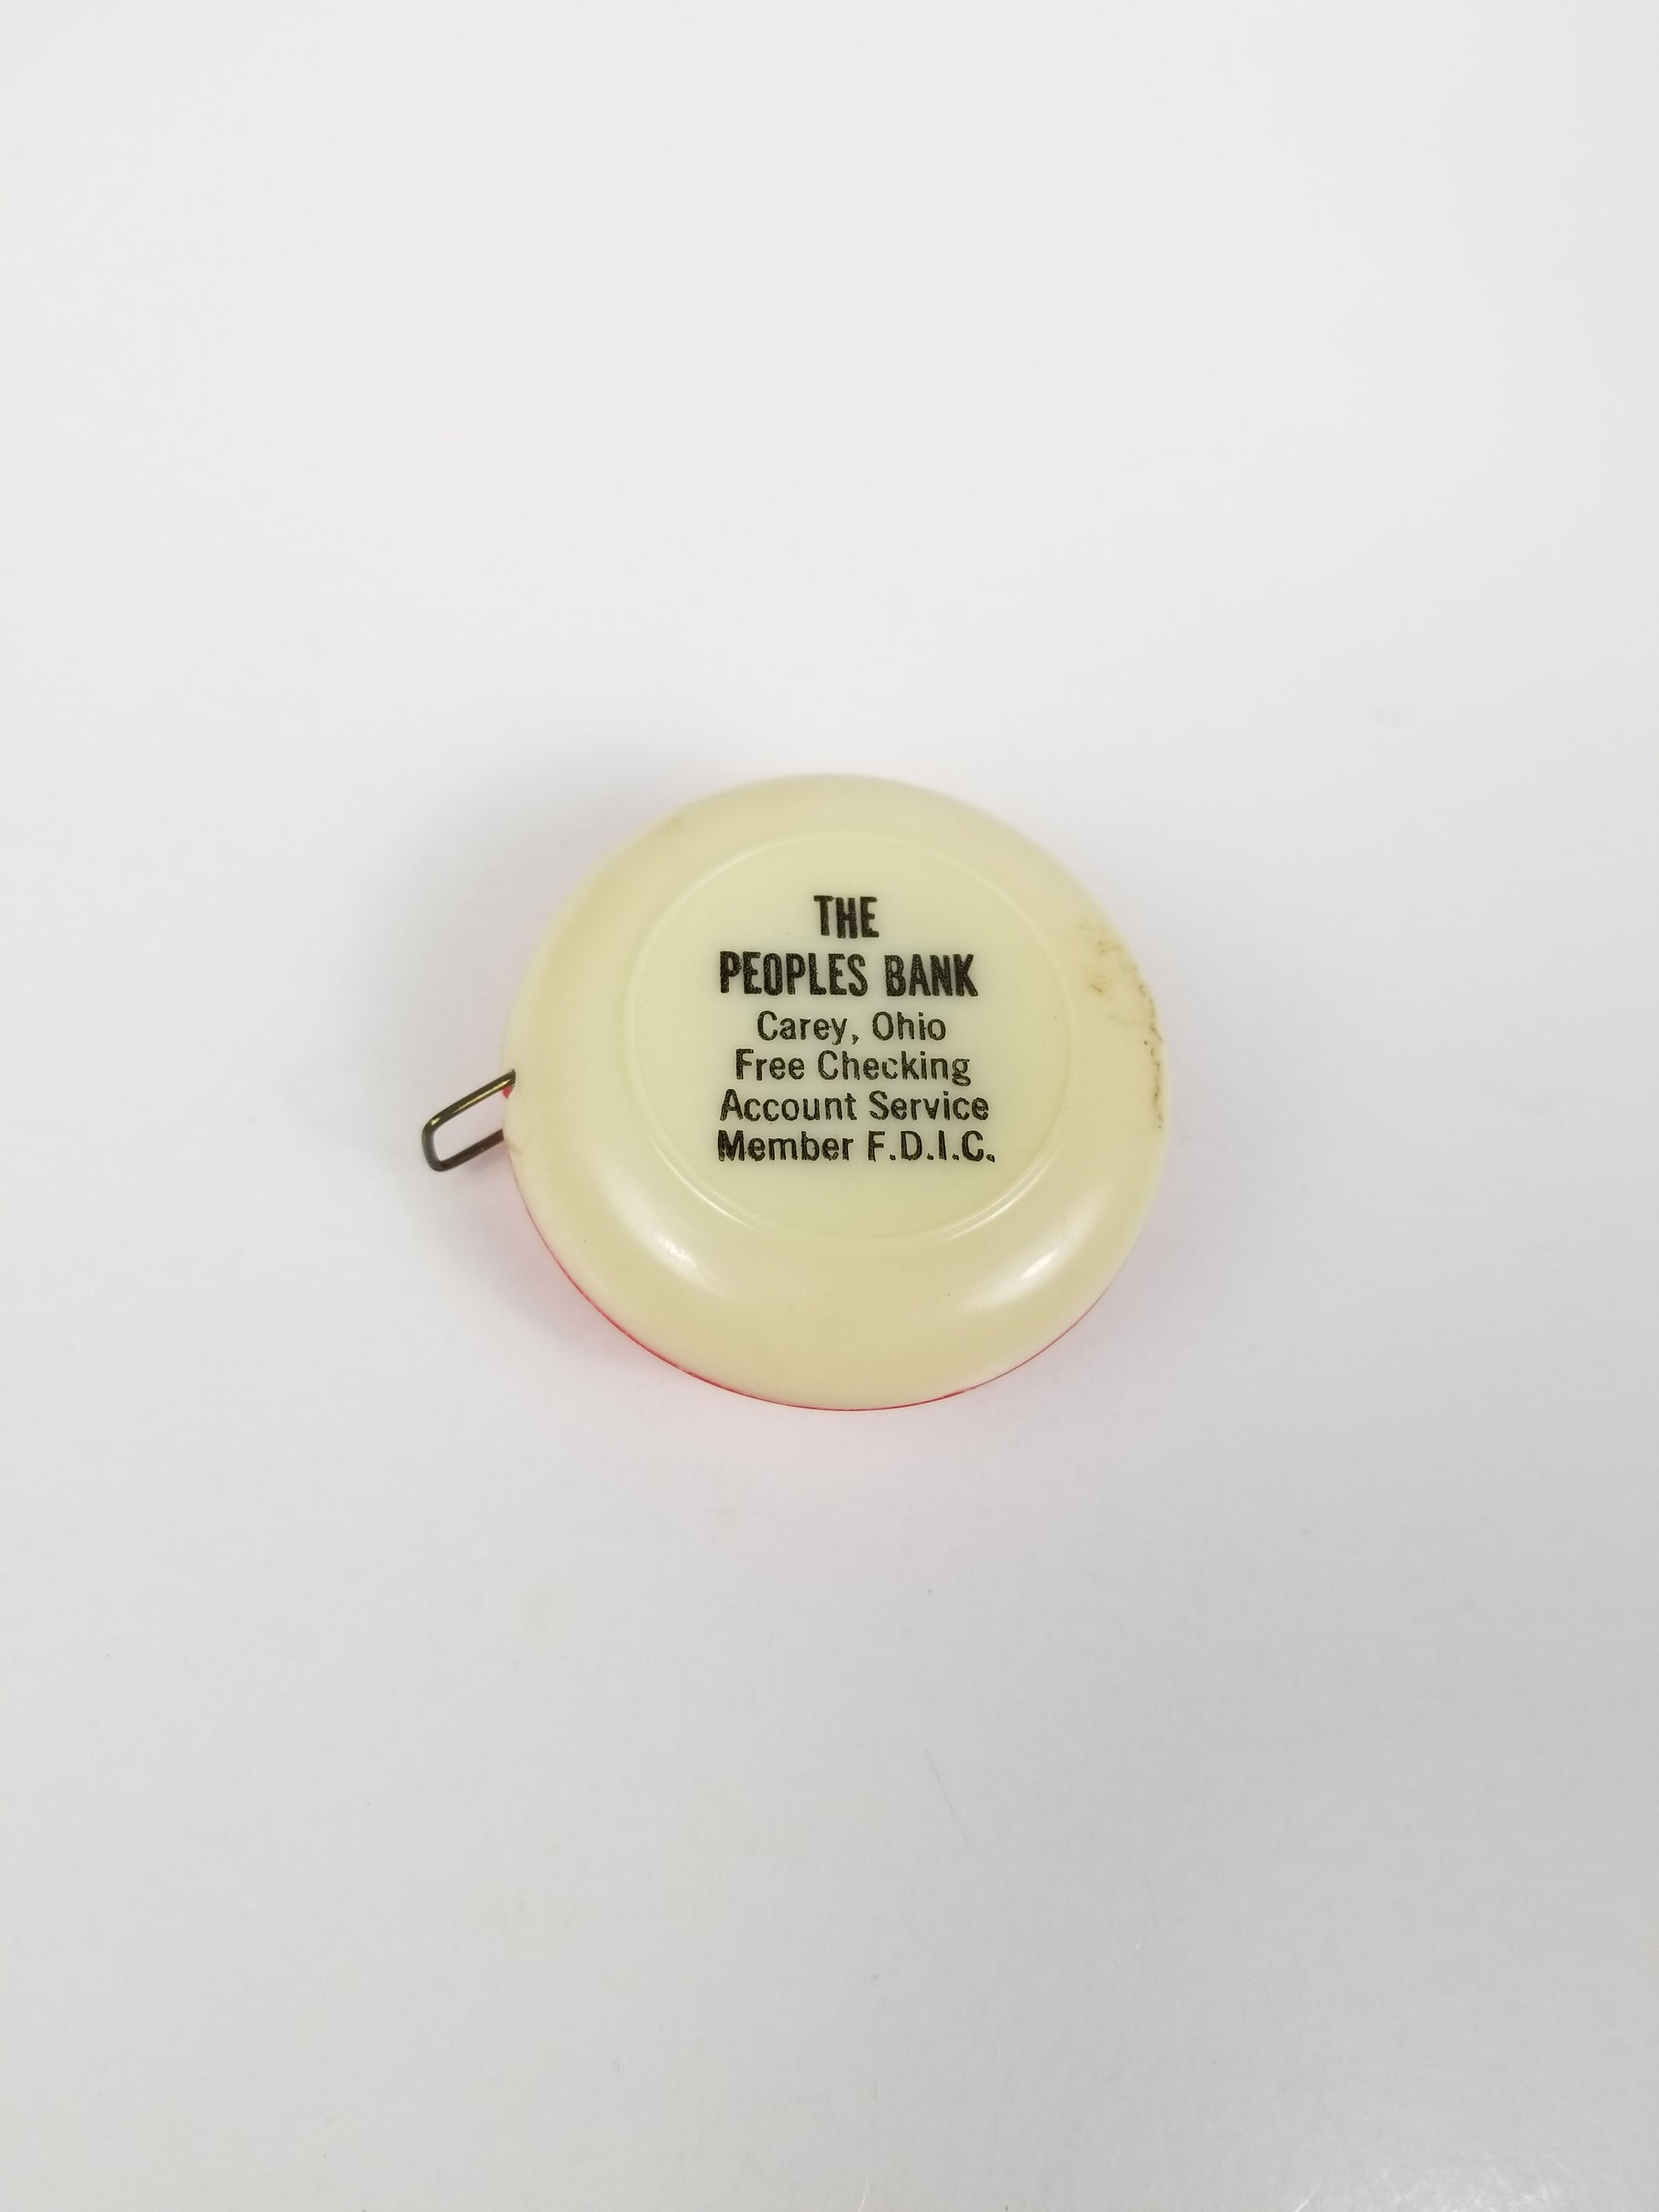 THE
PEOPLES BANK
Carey, Ohio
Free Checking
Account Service
Member F.D.I.C.